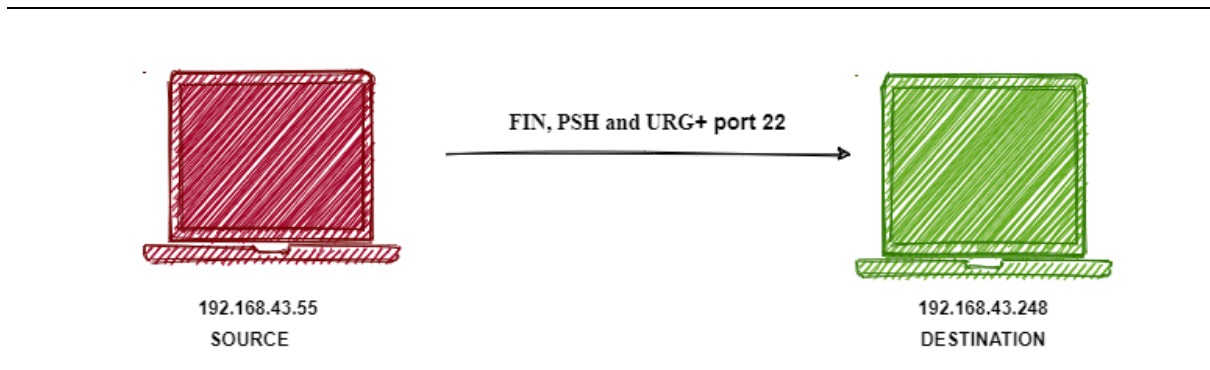 FIN, PSH and URG+ port 22
192.168.43.55
SOURCE
192.168.43.248
DESTINATION